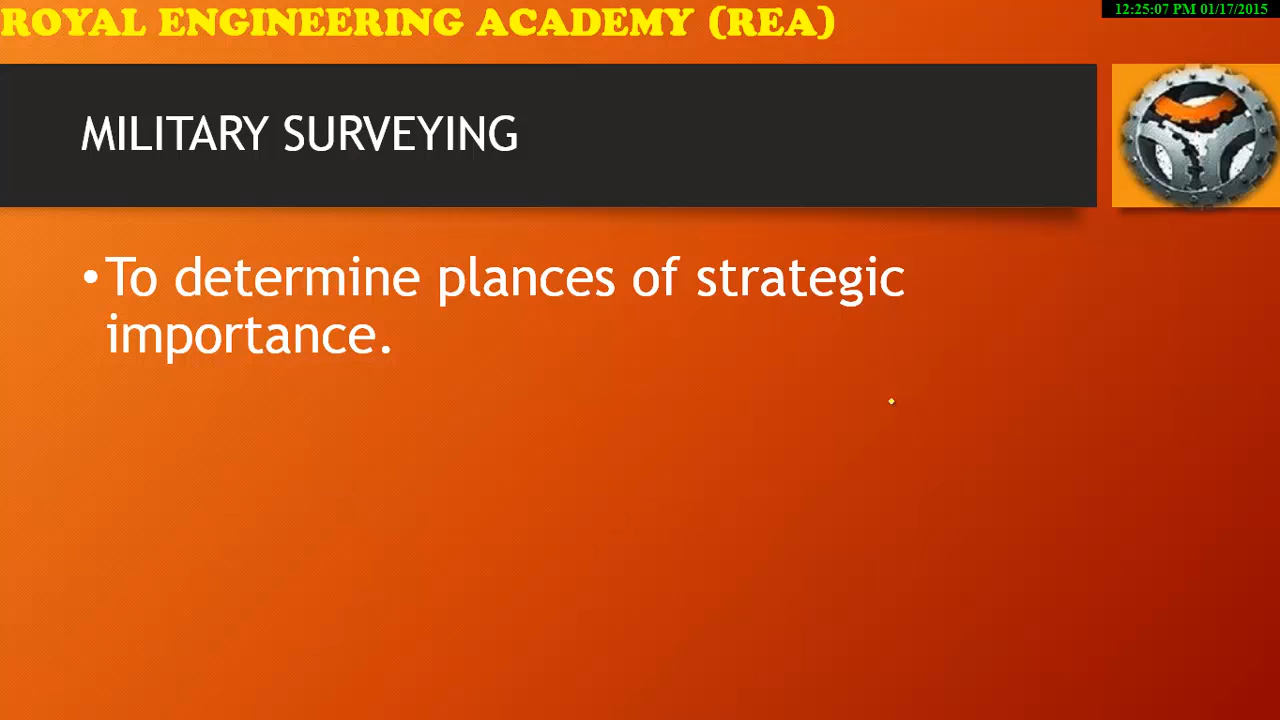 ROYAL ENGINEERING ACADEMY (REA)
12:25:07 PM 01/17/2015
MILITARY SURVEYING
•To determine plances of strategic
importance.